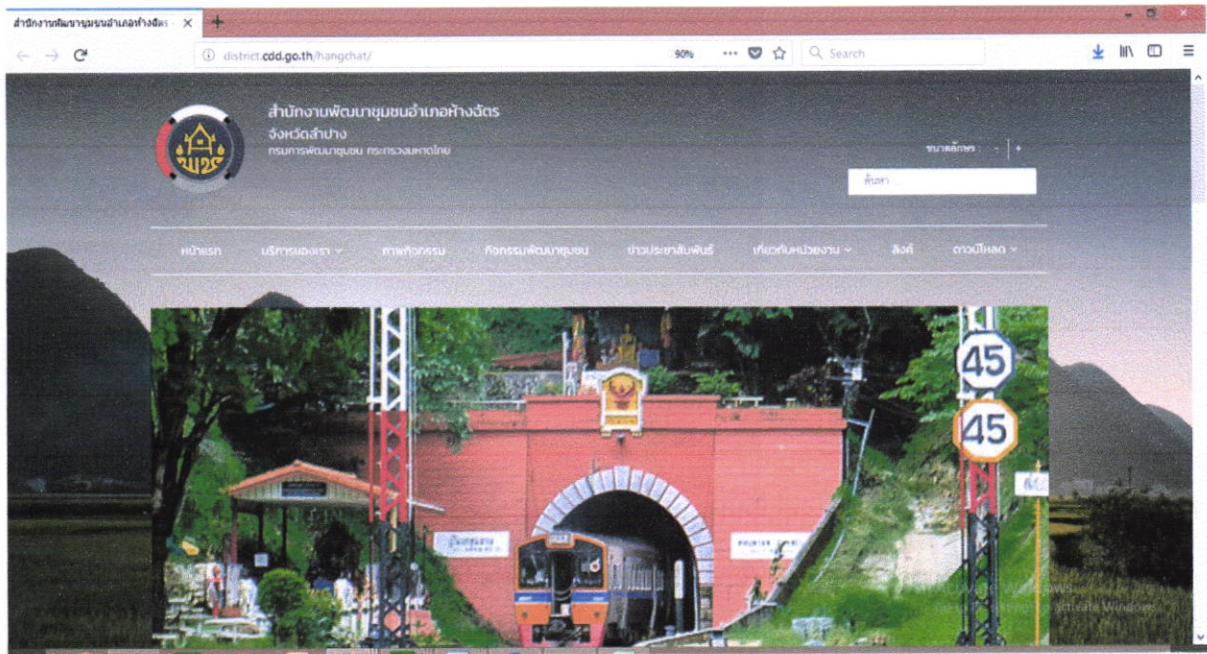 สำนักงานพัฒนาชุมชนอำเภอห้างฉัตร -
district.cdd.go.th/hangchat/
90%
Search
สำนักงานพัฒนาชุมชนอำเภอห้างฉัตร
จังหวัดลำปาง
กรมการพัฒนาชุมชน กระทรวงมหาดไทย
ขนาดอักษร : - | +
ค้นหา ...
หน้าแรก บริการของเรา ภาพกิจกรรม กิจกรรมพัฒนาชุมชน ข่าวประชาสัมพันธ์ เกี่ยวกับหน่วยงาน ลิงค์ ดาวน์โหลด
45
45
activate Windows.